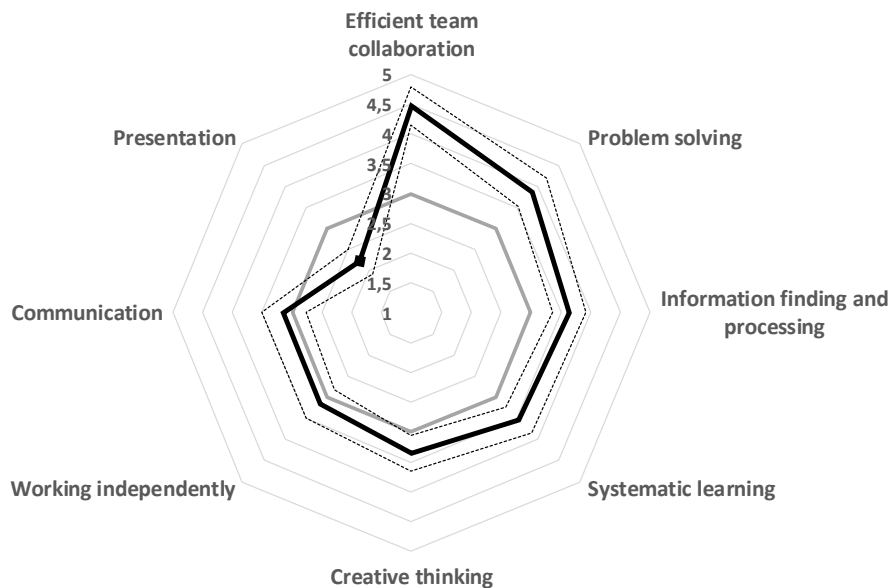 Efficient team
collaboration
Presentation
Problem solving
5
4,5
4
3,5
3
2,5
2
1,5
1
Communication
Information finding and
processing
Working independently
Systematic learning
Creative thinking